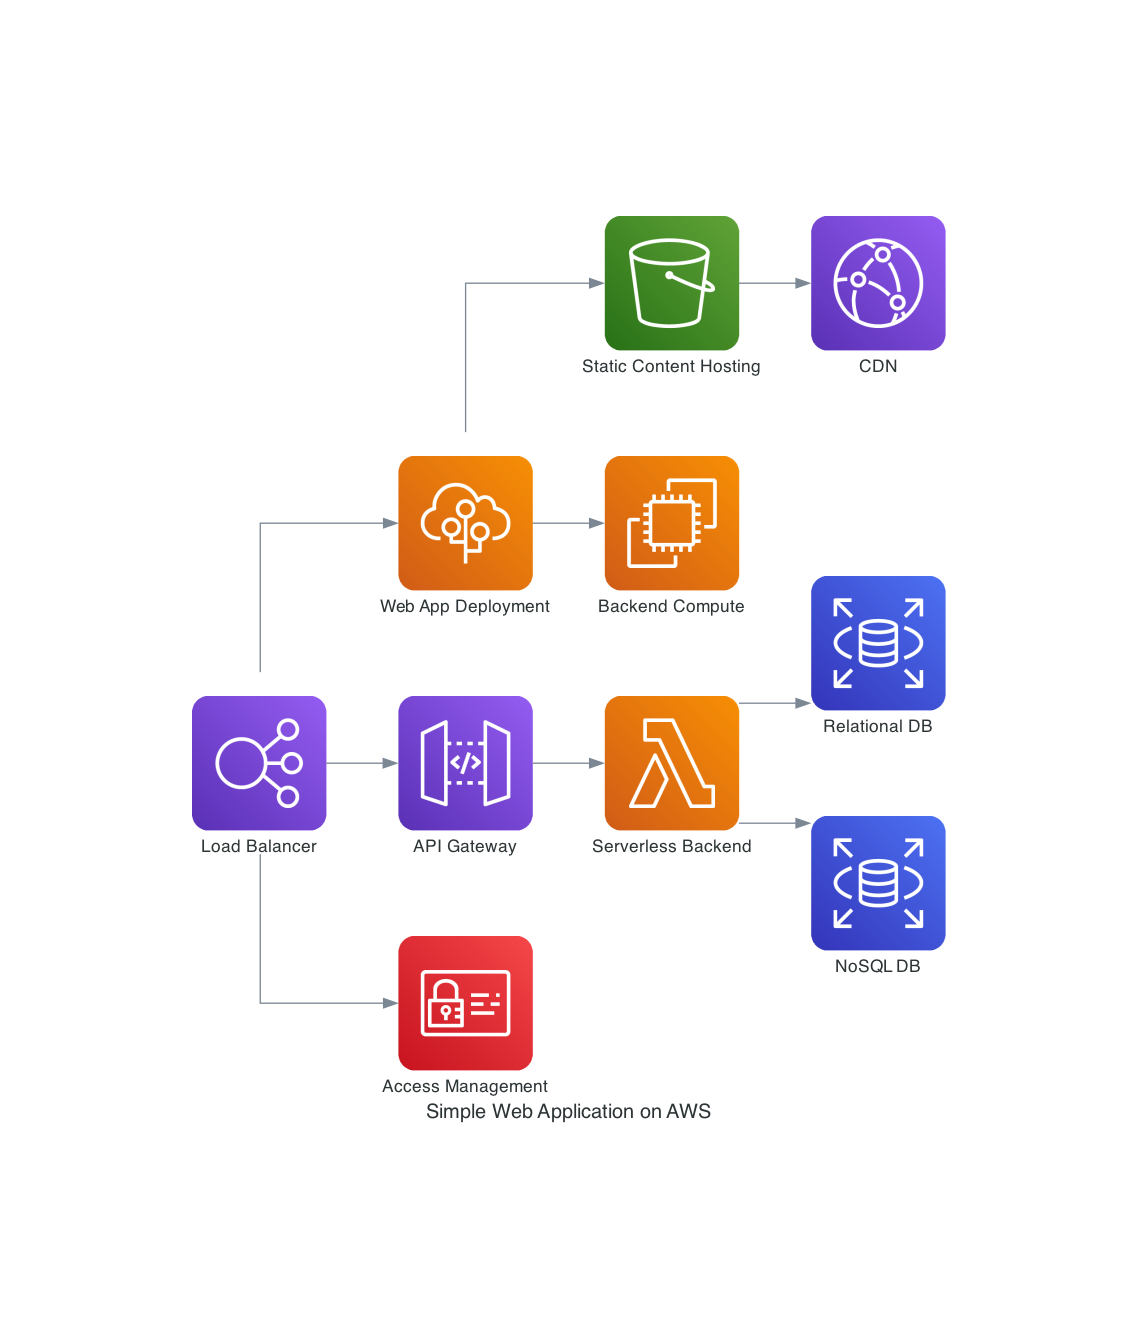 Static Content Hosting
CDN
Web App Deployment
Backend Compute
Relational DB
Load Balancer
API Gateway
</>
Serverless Backend
NoSQL DB
Access Management
Simple Web Application on AWS